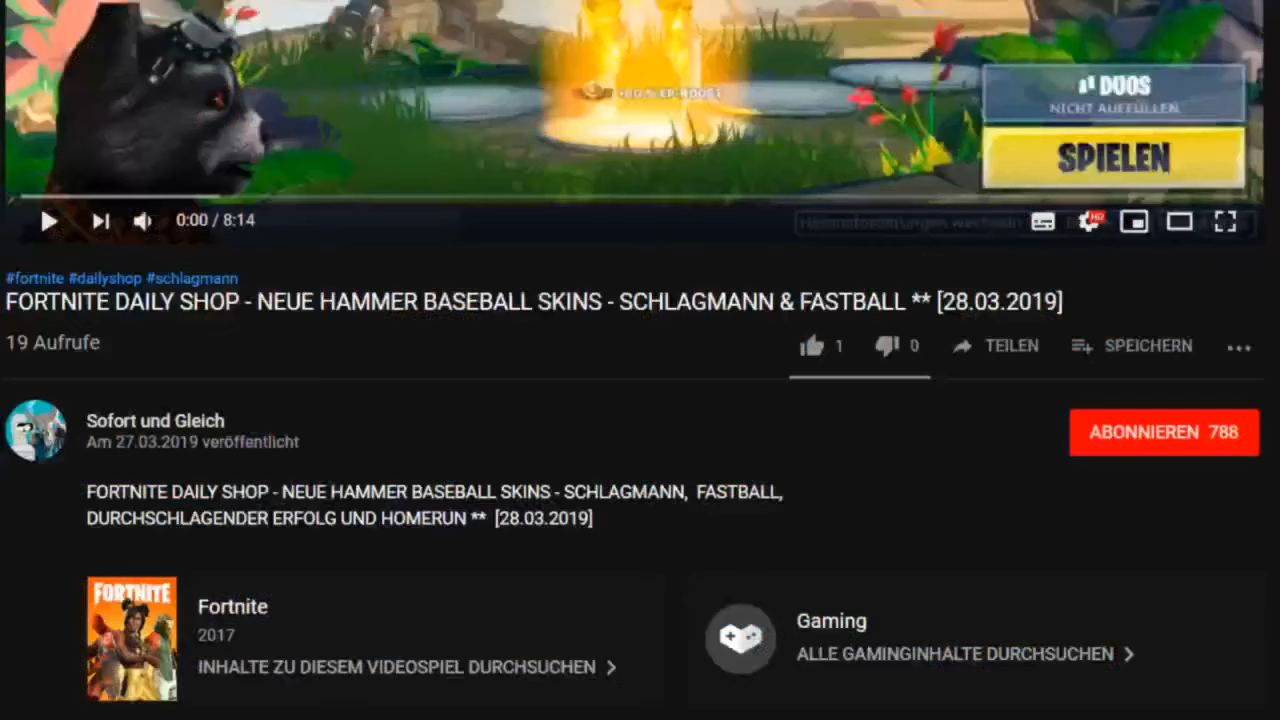 DUOS
NICHT AUFFÜLLEN
SPIELEN
0:00 / 8:14
HD
#fortnite #dailyshop #schlagmann
FORTNITE DAILY SHOP - NEUE HAMMER BASEBALL SKINS - SCHLAGMANN & FASTBALL ** [28.03.2019]
19 Aufrufe
1
0
TEILEN
SPEICHERN
Sofort und Gleich
Am 27.03.2019 veröffentlicht
ABONNIEREN 788
FORTNITE DAILY SHOP - NEUE HAMMER BASEBALL SKINS - SCHLAGMANN, FASTBALL,
DURCHSCHLAGENDER ERFOLG UND HOMERUN ** [28.03.2019]
FORTNITE
Fortnite
2017
INHALTE ZU DIESEM VIDEOSPIEL DURCHSUCHEN
Gaming
ALLE GAMINGINHALTE DURCHSUCHEN